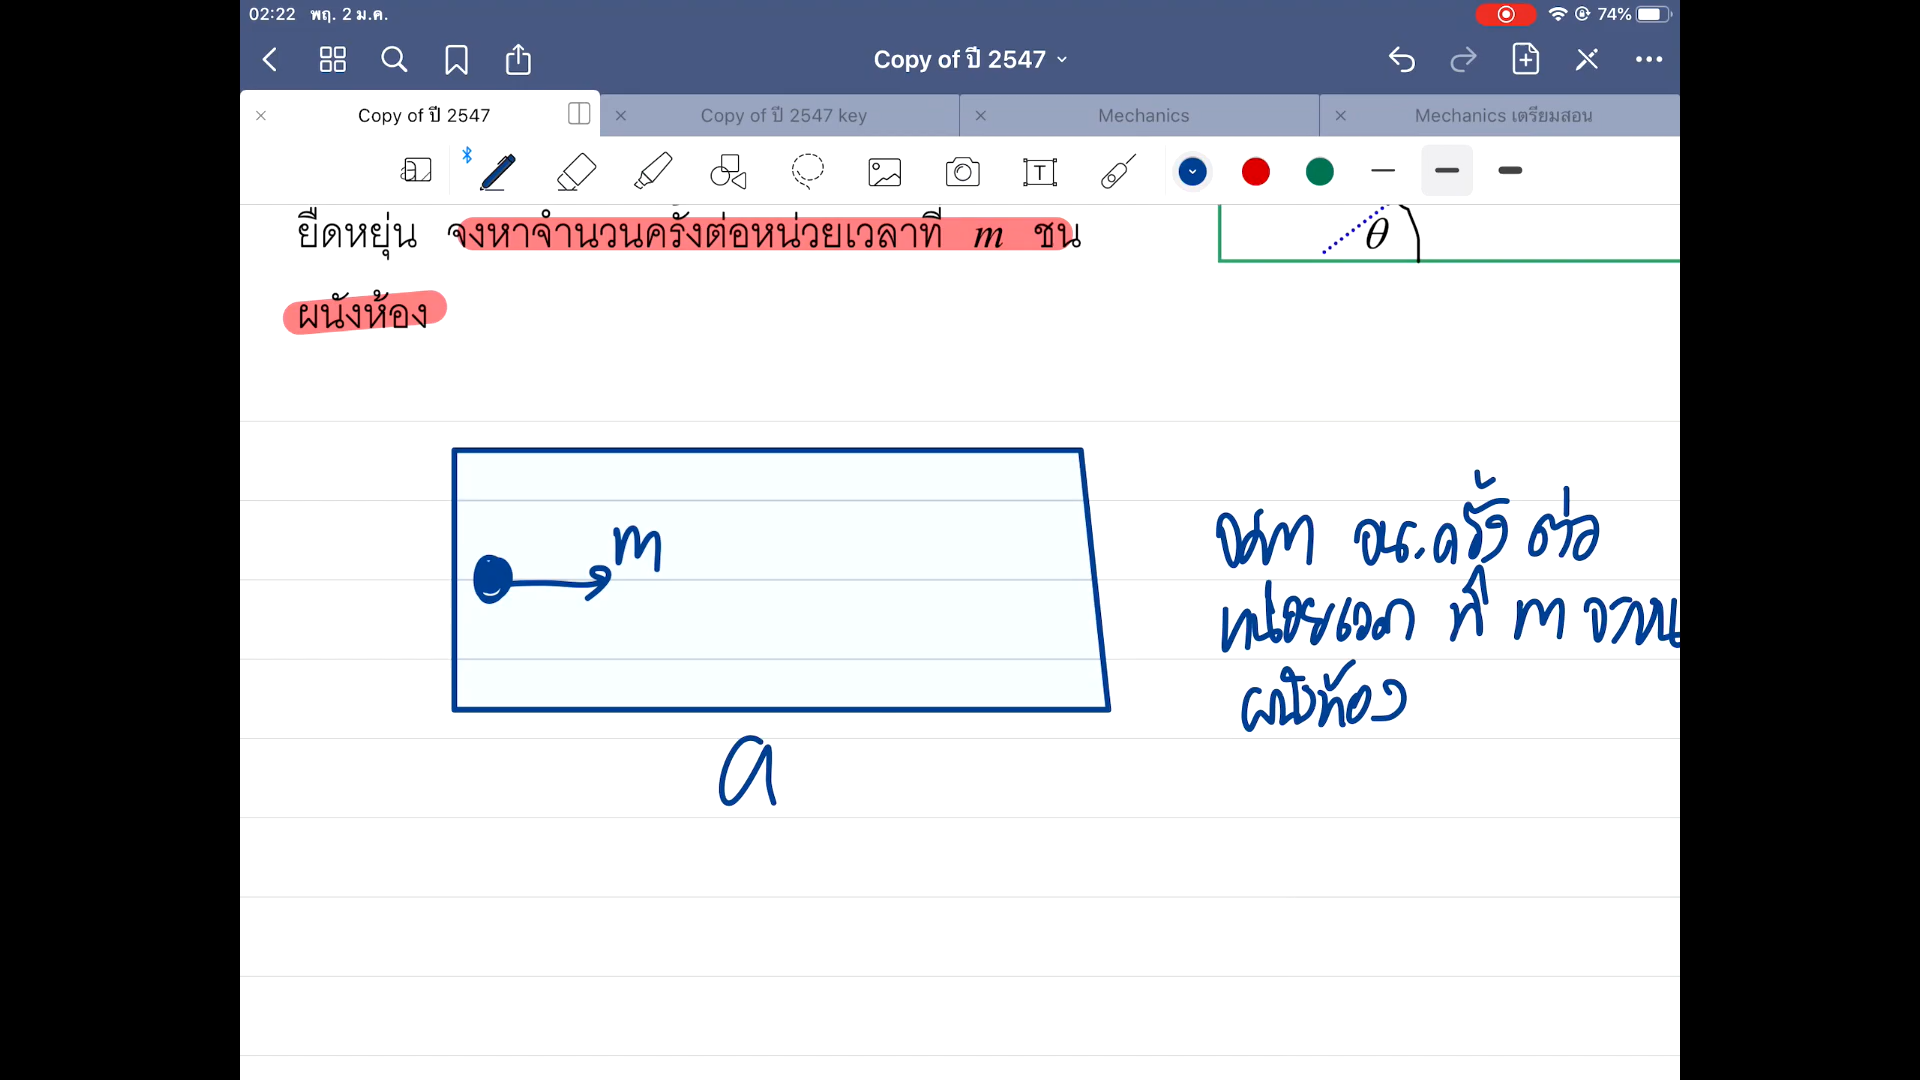 02:22 พฤ. 2 ม.ค.
74%
Copy of ปี 2547
Copy of ปี 2547
Copy of ปี 2547 key
Mechanics
Mechanics เตรียมสอน
ยืดหยุ่น จงหาจำนวนครั้งต่อหน่วยเวลาที่ m ชน
ผนังห้อง
θ
m
a
จน.ครั้ง ต่อ
หน่วยเวลา ที่ m จะชน
ผนังห้อง